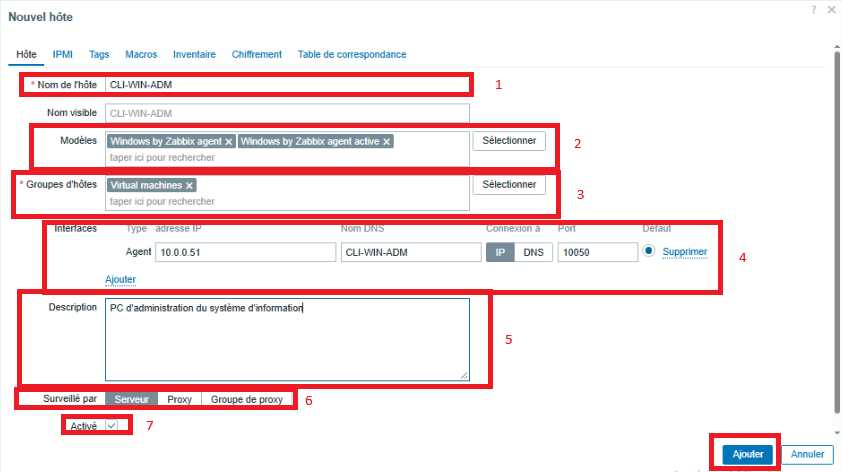 Nouvel hôte
? ×
Hôte IPMI Tags Macros Inventaire Chiffrement Table de correspondance
* Nom de l'hôte CLI-WIN-ADM 1
Nom visible CLI-WIN-ADM
Modèles Windows by Zabbix agent × Windows by Zabbix agent active × Sélectionner 2
taper ici pour rechercher
* Groupes d'hôtes Virtual machines × Sélectionner 3
taper ici pour rechercher
Interfaces Type adresse IP Nom DNS Connexion à Port Défaut
Agent 10.0.0.51 CLI-WIN-ADM IP DNS 10050 Supprimer 4
Ajouter
Description PC d'administration du système d'information 5
Surveillé par Serveur Proxy Groupe de proxy 6
Activé 7
Ajouter Annuler